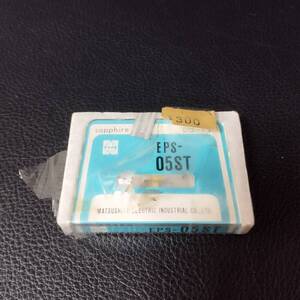 300
sapphire
EPS-
05ST
MATSUSHITA ELECTRIC INDUSTRIAL CO., LTD.
EPS-05ST